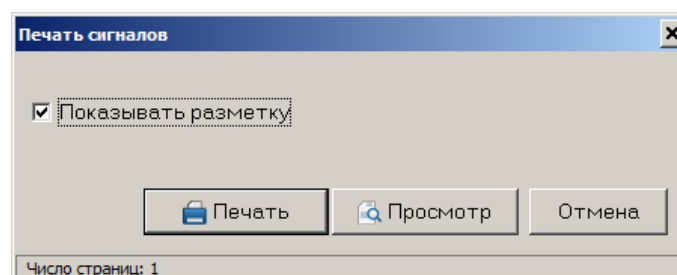 Печать сигналов
Показывать разметку
Печать Просмотр Отмена
Число страниц: 1